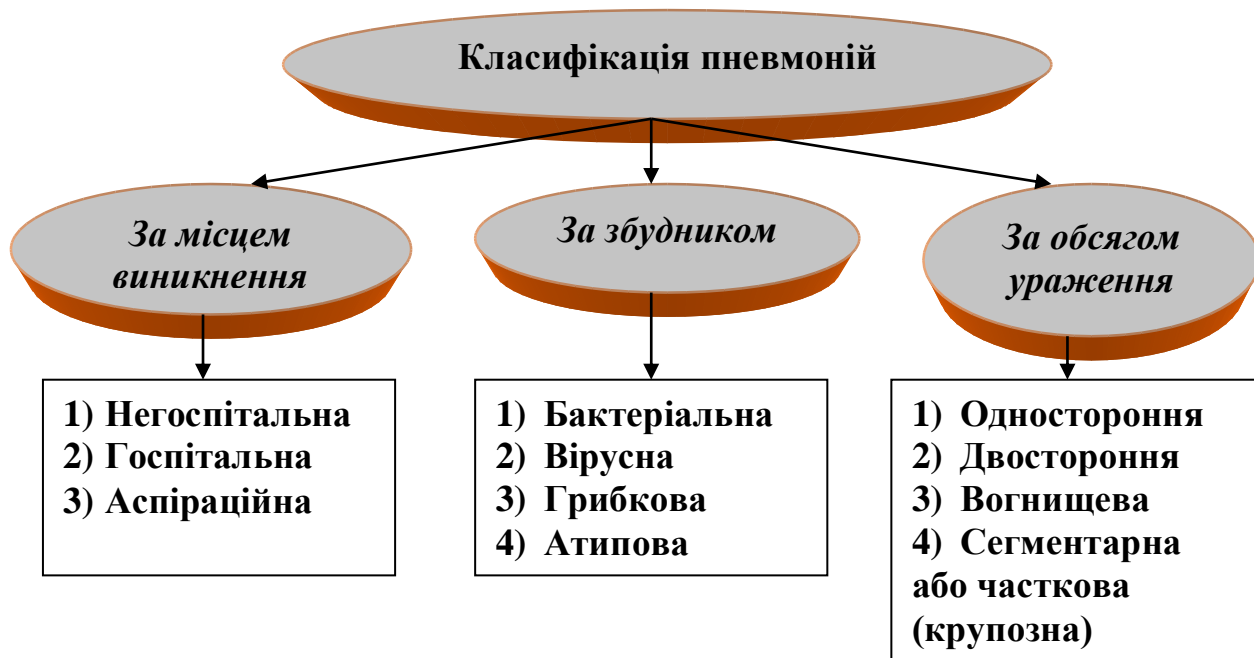 Класифікація пневмоній
За місцем
виникнення
За збудником
За обсягом
ураження
1) Негоспітальна
2) Госпітальна
3) Аспіраційна
1) Бактеріальна
2) Вірусна
3) Грибкова
4) Атипова
1) Одностороння
2) Двостороння
3) Вогнищева
4) Сегментарна
або часткова
(крупозна)